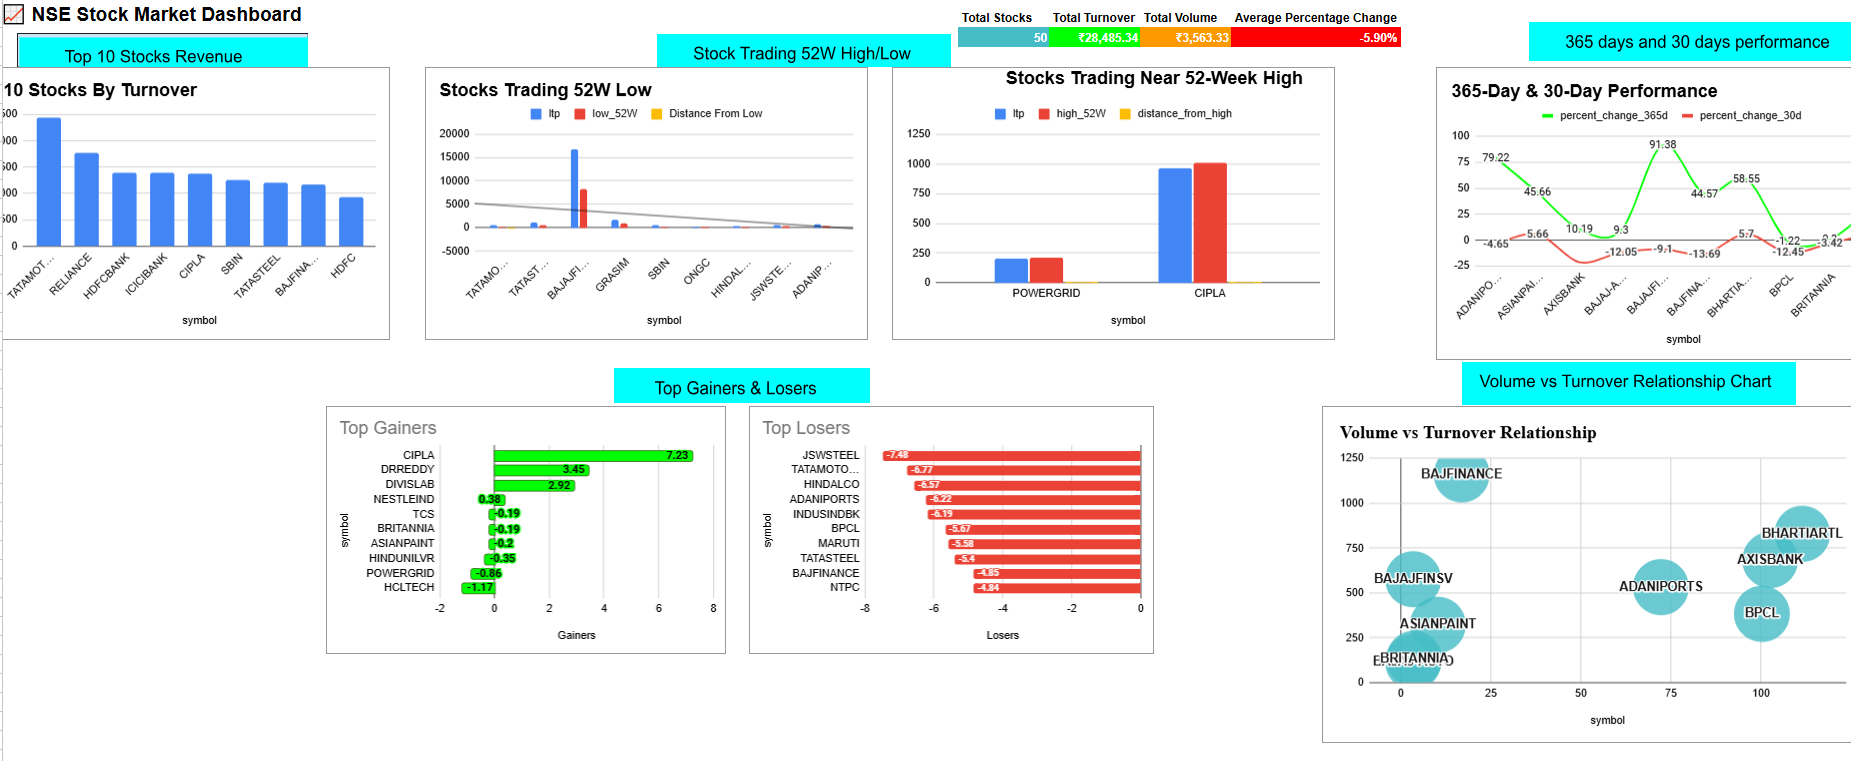 NSE Stock Market Dashboard
Total Stocks Total Turnover Total Volume Average Percentage Change
50 ₹28,485.34 ₹3,563.33 -5.90%
Top 10 Stocks Revenue
Stock Trading 52W High/Low
365 days and 30 days performance
10 Stocks By Turnover
500
000
500
000
500
0
TATAMOT...
RELIANCE
HDFCBANK
ICICIBANK
CIPLA
SBIN
TATASTEEL
BAJFINA...
HDFC
symbol
Stocks Trading 52W Low
ltp low_52W Distance From Low
20000
15000
10000
5000
0
-5000
TATAMO...
TATAST...
BAJAJFI...
GRASIM
SBIN
ONGC
HINDAL...
JSWSTE...
ADANIP...
symbol
Stocks Trading Near 52-Week High
ltp high_52W distance_from_high
1250
1000
750
500
250
0
POWERGRID CIPLA
symbol
365-Day & 30-Day Performance
percent_change_365d percent_change_30d
100
75
50
25
0
-25
79.22
45.66
10.19
9.3
91.38
44.57
58.55
-1.22
-4.65
5.66
-12.05
-9.1
-13.69
5.7
-12.45
-3.42
ADANIPO...
ASIANPAI...
AXISBANK
BAJAJ-A...
BAJAJFI...
BAJFINA...
BHARTIA...
BPCL
BRITANNIA
symbol
Top Gainers & Losers
Volume vs Turnover Relationship Chart
Top Gainers
symbol
CIPLA 7.23
DRREDDY 3.45
DIVISLAB 2.92
NESTLEIND 0.38
TCS -0.19
BRITANNIA -0.19
ASIANPAINT -0.2
HINDUNILVR -0.35
POWERGRID -0.86
HCLTECH -1.17
-2 0 2 4 6 8
Gainers
Top Losers
symbol
JSWSTEEL -7.48
TATAMOTO... -6.77
HINDALCO -6.57
ADANIPORTS -6.22
INDUSINDBK -6.19
BPCL -5.67
MARUTI -5.58
TATASTEEL -5.4
BAJFINANCE -4.85
NTPC -4.84
-8 -6 -4 -2 0
Losers
Volume vs Turnover Relationship
1250
1000
750
500
250
0
BAJFINANCE
BHARTIARTL
AXISBANK
BAJAJFINSV
ADANIPORTS
BPCL
ASIANPAINT
BRITANNIA
0 25 50 75 100
symbol